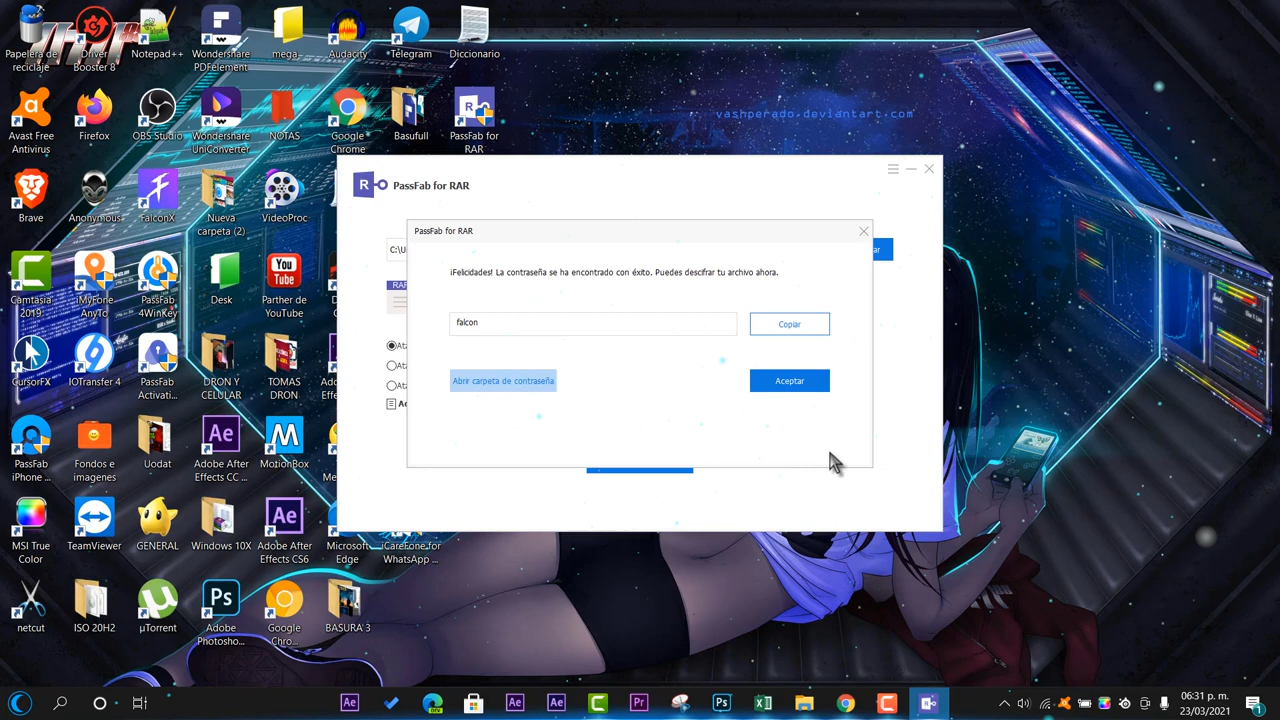 Papelera de
reciclaje
Driver
Booster 8
Notepad++
Wondershare
PDFelement
mega
Audacity
Telegram
Diccionario
vashperado.deviantart.com
Avast Free
Antivirus
Firefox
OBS Studio
Wondershare
UniConverter
NOTAS
Google
Chrome
Basufull
PassFab for
RAR
Brave
Anonymous
FalconX
Nueva
carpeta (2)
VideoProc
PassFab for RAR
C:\U
ar
PassFab for RAR
¡Felicidades! La contraseña se ha encontrado con éxito. Puedes descifrar tu archivo ahora.
RAR
falcon
Copiar
Ata
Ata
Ata
Abrir carpeta de contraseña
Aceptar
Camtasia
2019
iMyFone
AnyTo
Passfab
4WinKey
Desk
Parther de
YouTube
CursorFX
IOTransfer 4
PassFab
Activati...
DRON Y
CELULAR
TOMAS
DRON
PassFab
iPhone ...
Fondos e
imagenes
Uodat
Adobe After
Effects CC ...
MotionBox
MSI True
Color
TeamViewer
GENERAL
Windows 10X
Adobe After
Effects CS6
Microsoft
Edge
iCareFone for
WhatsApp ...
netcut
ISO 20H2
µTorrent
Adobe
Photosho...
Google
Chro...
BASURA 3
06:31 p. m.
23/03/2021
1